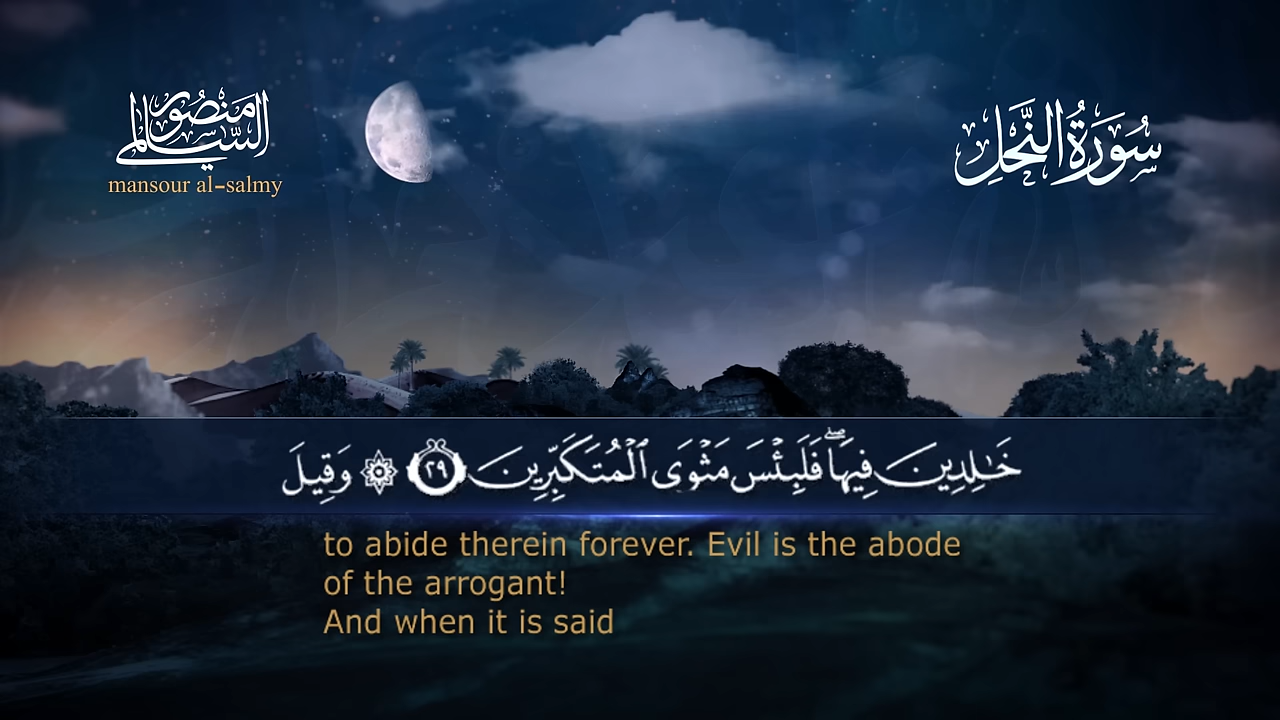 منصور السالمي
mansour al-salmy
سُورَةُ النَّحْلِ
خَـٰلِدِينَ فِيهَا ۖ فَلَبِئْسَ مَثْوَى ٱلْمُتَكَبِّرِينَ ٢٩ ۞ وَقِيلَ
to abide therein forever. Evil is the abode
of the arrogant!
And when it is said